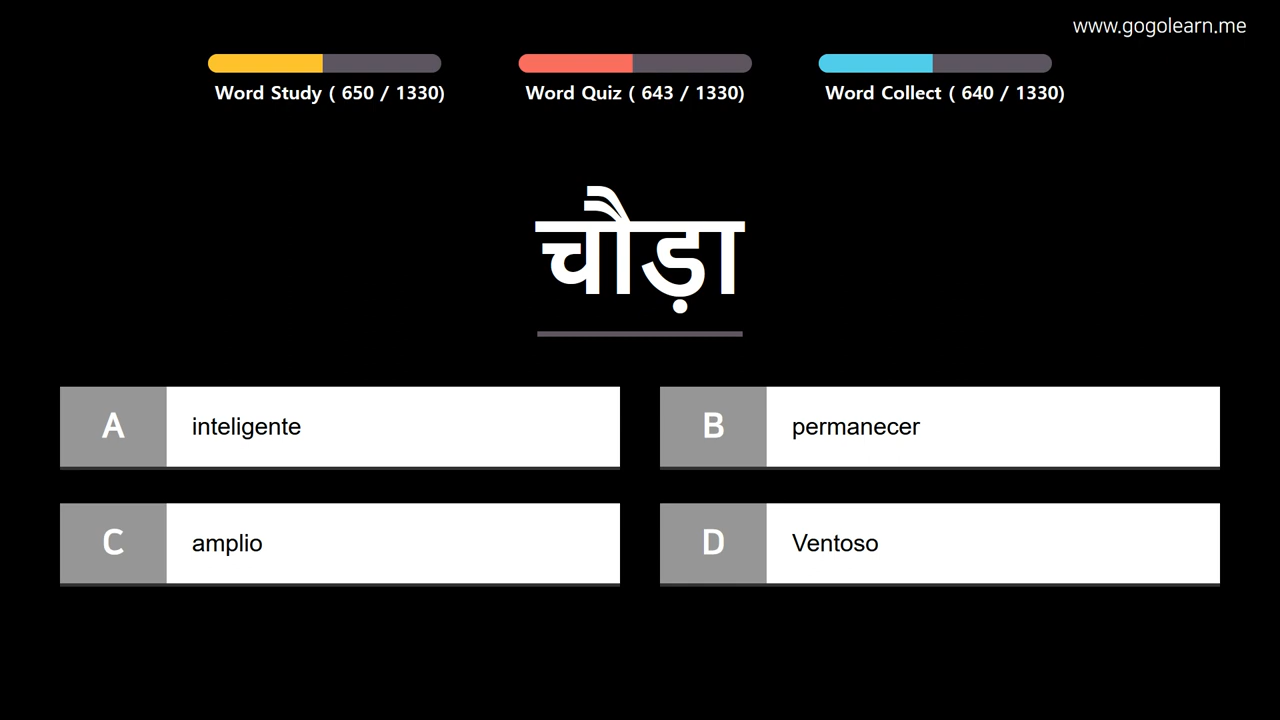 www.gogolearn.me
Word Study ( 650 / 1330)
Word Quiz ( 643 / 1330)
Word Collect ( 640 / 1330)
चौड़ा
A inteligente
B permanecer
C amplio
D Ventoso